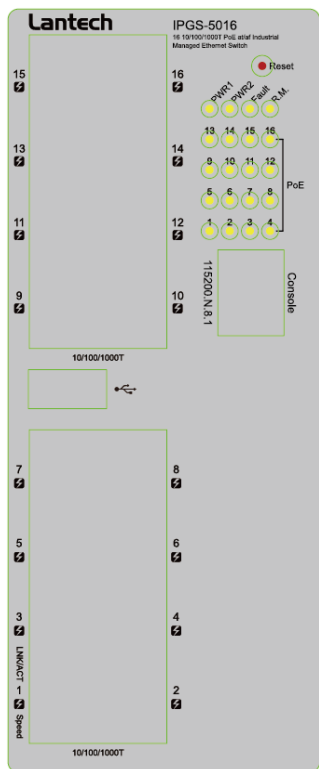 Lantech
IPGS-5016
16 10/100/1000T PoE at/af Industrial
Managed Ethernet Switch
Reset
PWR1 PWR2 Fault R.M.
15 16
13 14 15 16
13 14
9 10 11 12
PoE
5 6 7 8
11 12
1 2 3 4
115200.N.8.1
Console
9 10
10/100/1000T
7 8
5 6
3 4
LNK/ACT
1 2
Speed
10/100/1000T